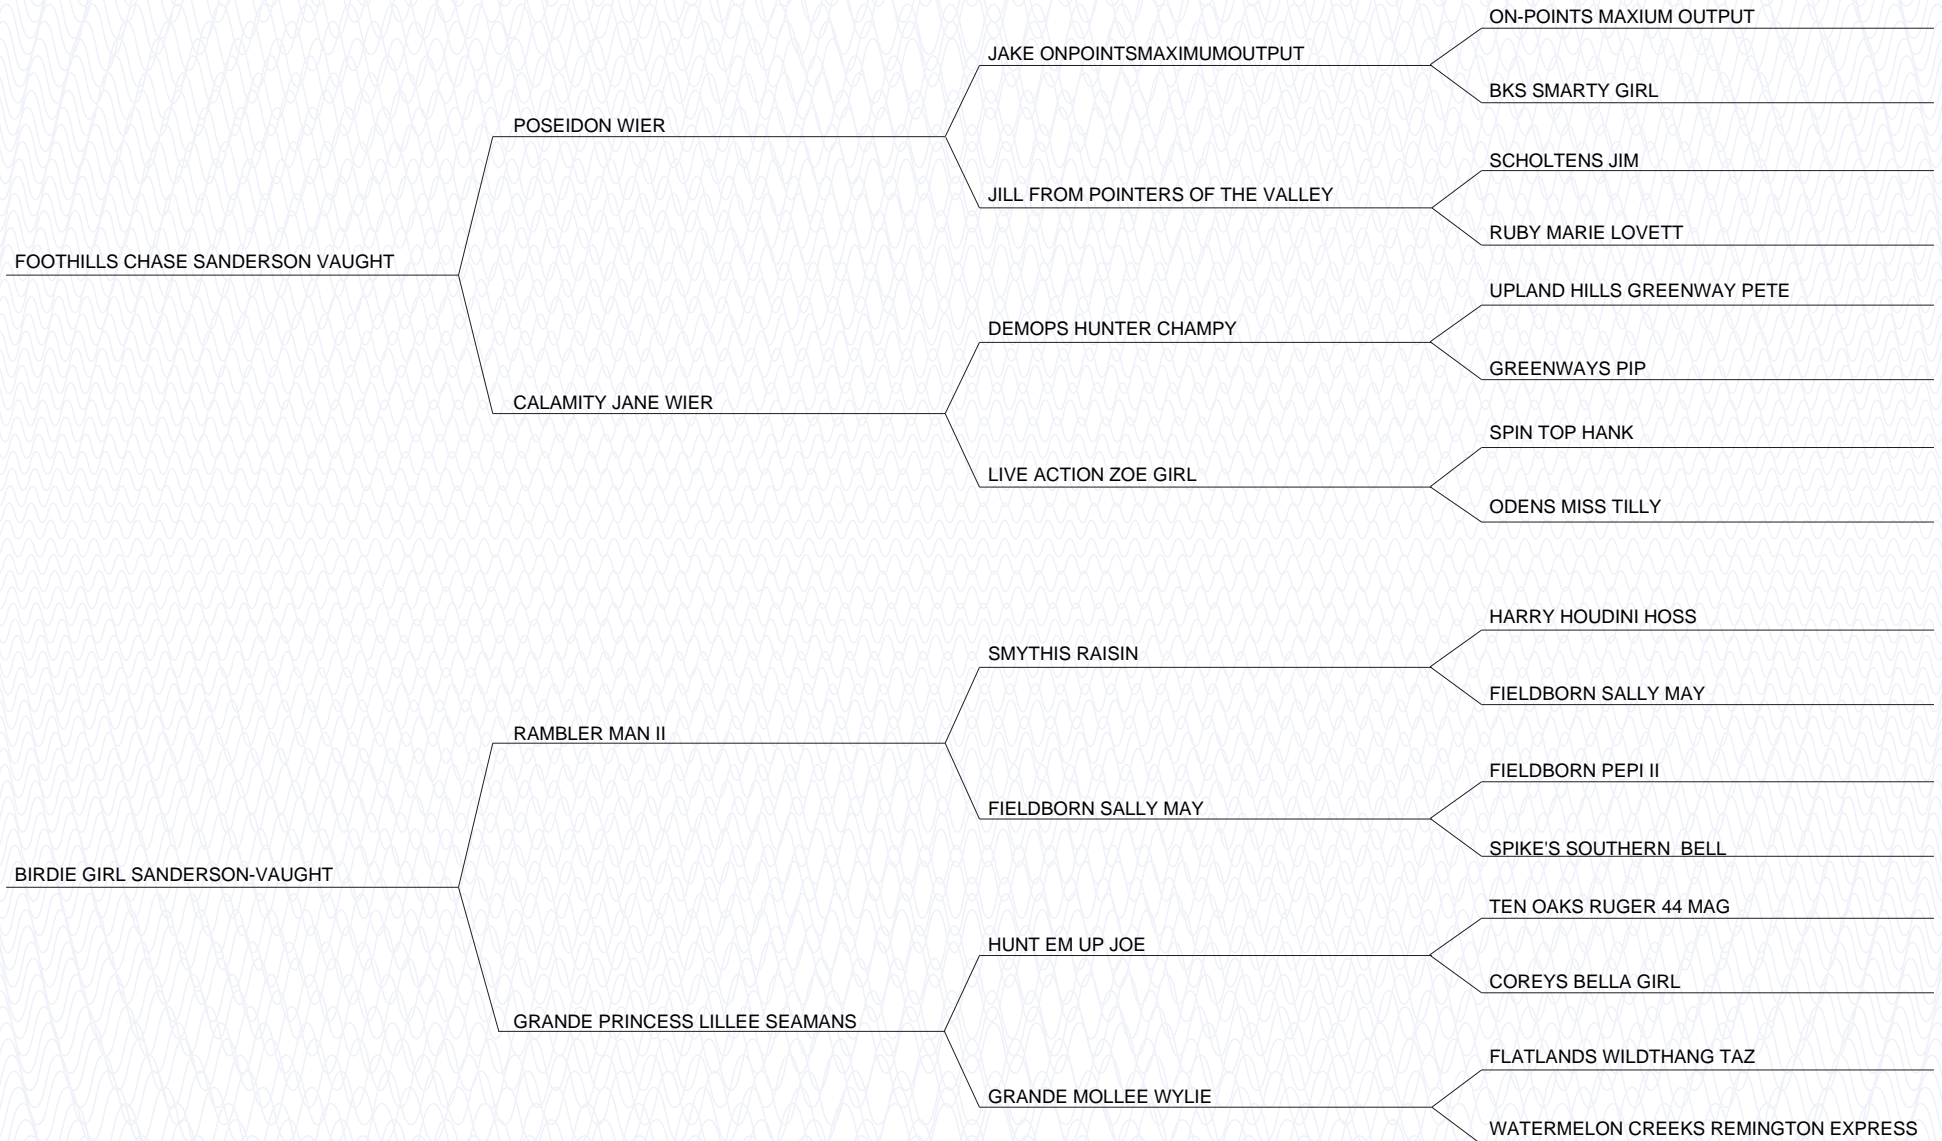 ON-POINTS MAXIUM OUTPUT
JAKE ONPOINTSMAXIMUMOUTPUT
BKS SMARTY GIRL
POSEIDON WIER
SCHOLTENS JIM
JILL FROM POINTERS OF THE VALLEY
RUBY MARIE LOVETT
FOOTHILLS CHASE SANDERSON VAUGHT
UPLAND HILLS GREENWAY PETE
DEMOPS HUNTER CHAMPY
GREENWAYS PIP
CALAMITY JANE WIER
SPIN TOP HANK
LIVE ACTION ZOE GIRL
ODENS MISS TILLY
HARRY HOUDINI HOSS
SMYTHIS RAISIN
FIELDBORN SALLY MAY
RAMBLER MAN II
FIELDBORN PEPI II
FIELDBORN SALLY MAY
SPIKE'S SOUTHERN  BELL
BIRDIE GIRL SANDERSON-VAUGHT
TEN OAKS RUGER 44 MAG
HUNT EM UP JOE
COREYS BELLA GIRL
GRANDE PRINCESS LILLEE SEAMANS
FLATLANDS WILDTHANG TAZ
GRANDE MOLLEE WYLIE
WATERMELON CREEKS REMINGTON EXPRESS